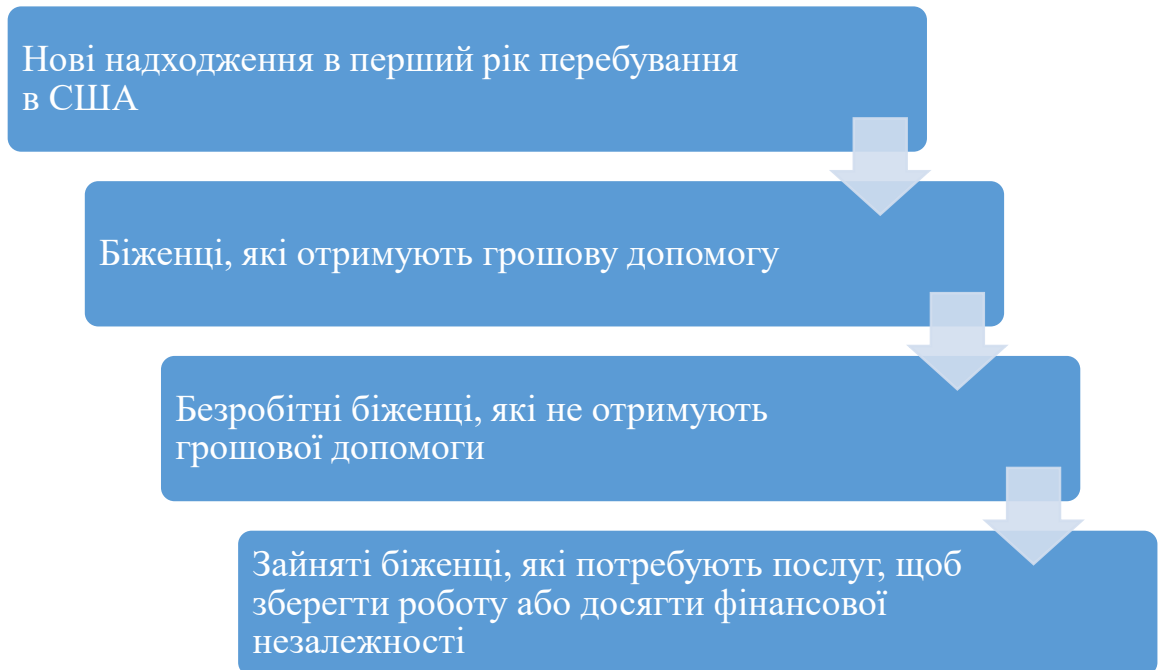 Нові надходження в перший рік перебування
в США
Біженці, які отримують грошову допомогу
Безробітні біженці, які не отримують
грошової допомоги
Зайняті біженці, які потребують послуг, щоб
зберегти роботу або досягти фінансової
незалежності